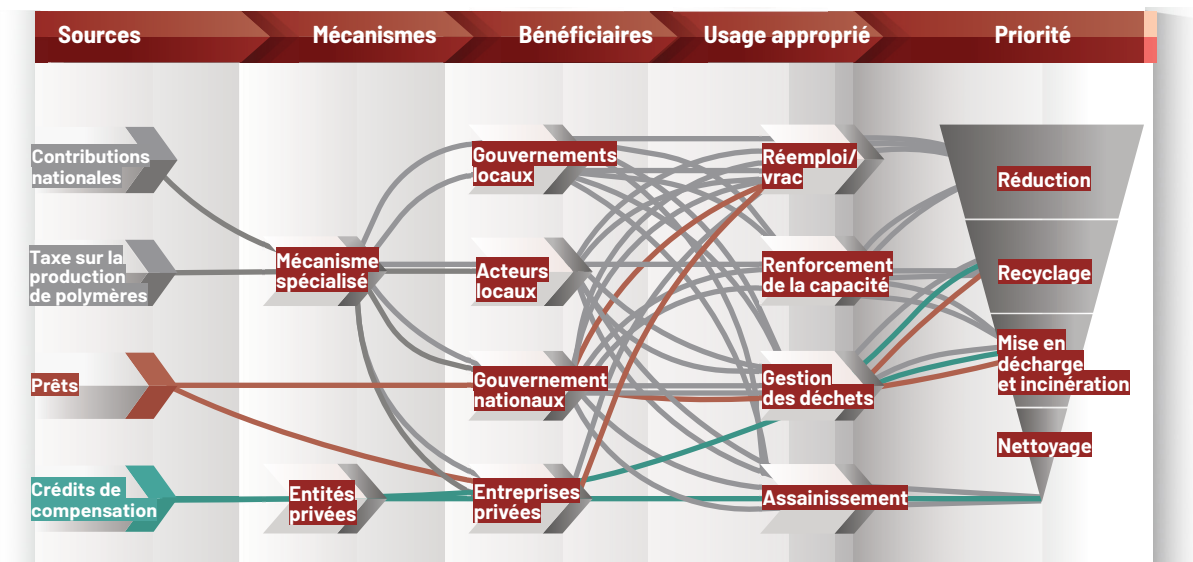 Sources
Mécanismes
Bénéficiaires
Usage approprié
Priorité
Contributions
nationales
Taxe sur la
production
de polymères
Prêts
Crédits de
compensation
Mécanisme
spécialisé
Entités
privées
Gouvernements
locaux
Acteurs
locaux
Gouvernement
nationaux
Entreprises
privées
Réemploi/
vrac
Renforcement
de la capacité
Gestion
des déchets
Assainissement
Réduction
Recyclage
Mise en
décharge
et incinération
Nettoyage